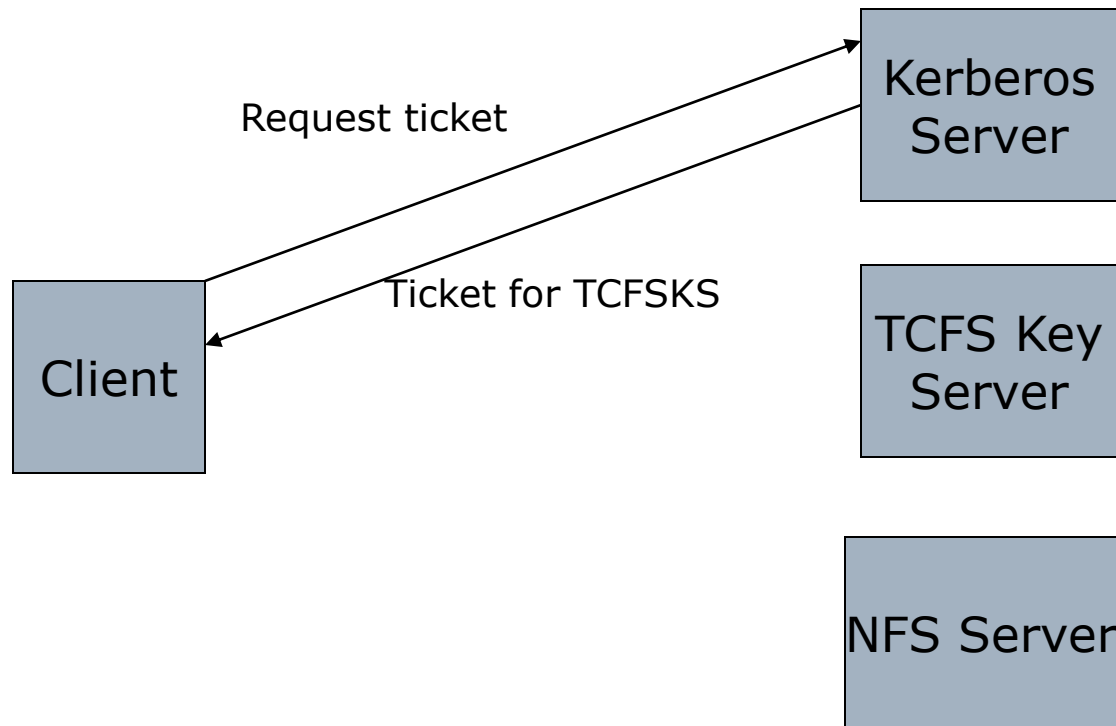 Kerberos
Server
Request ticket
Ticket for TCFSKS
Client
TCFS Key
Server
NFS Server